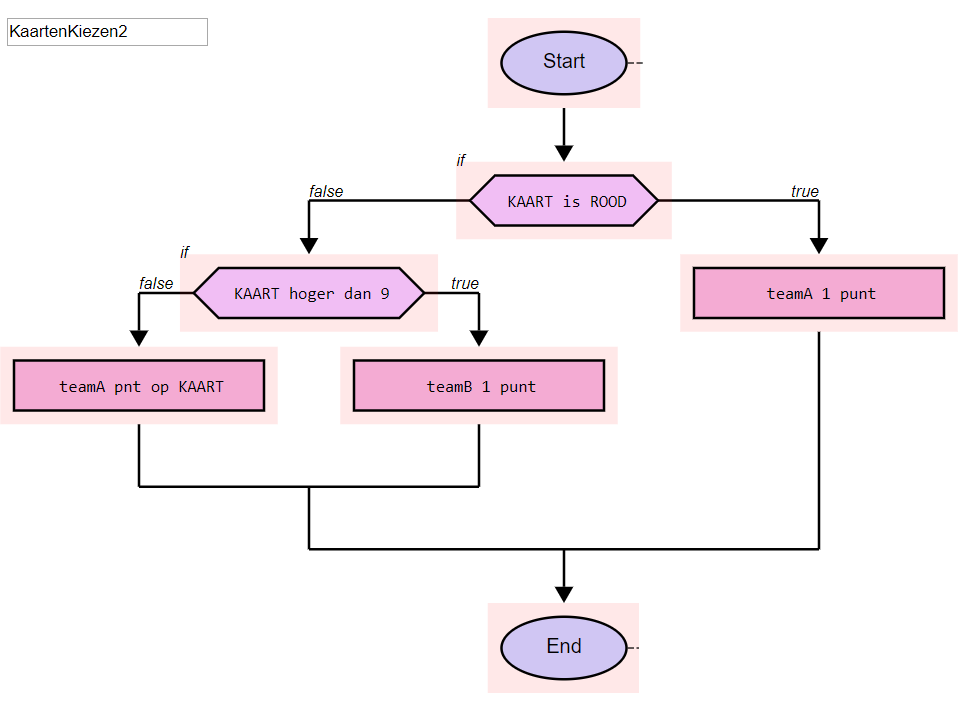 KaartenKiezen2
Start
if
KAART is ROOD
false
true
if
KAART hoger dan 9
false
true
teamA 1 punt
teamA pnt op KAART
teamB 1 punt
End